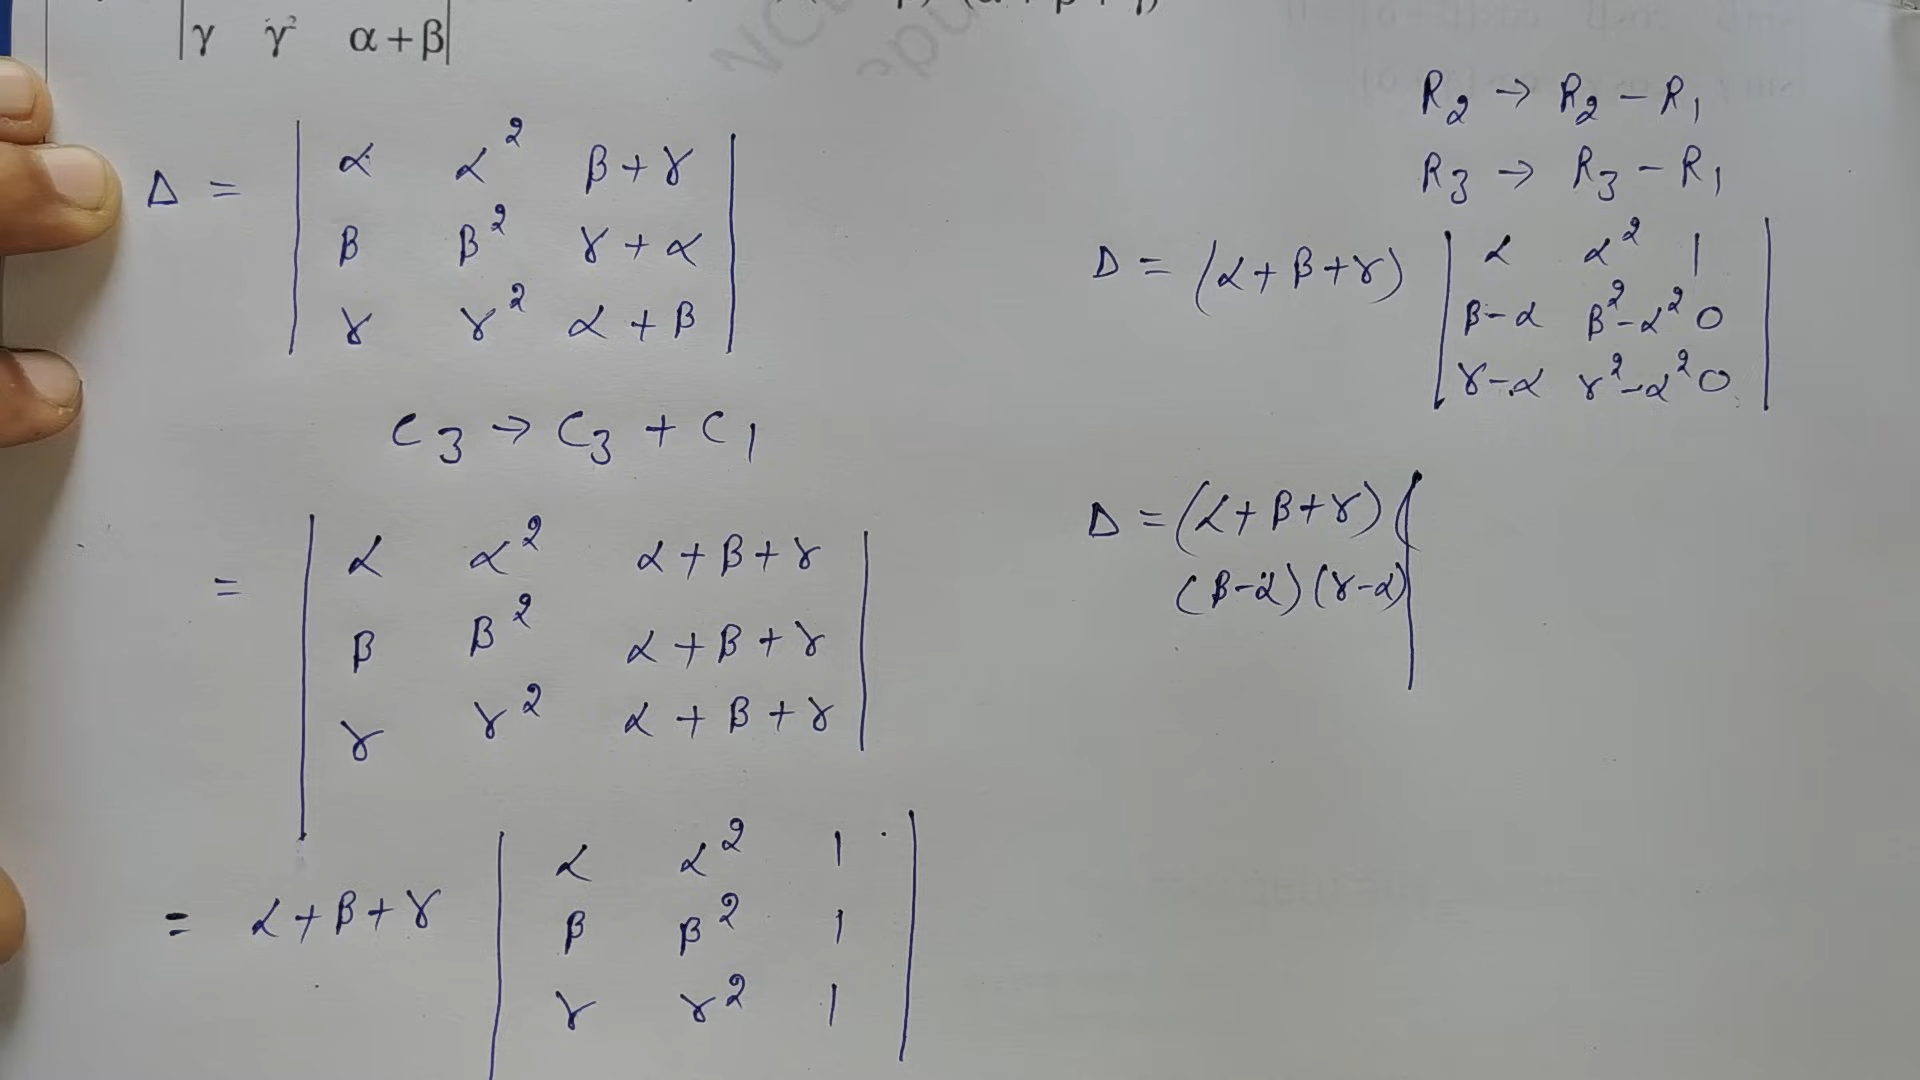 |γ γ² α+β|
Δ = | α α² β+γ |
| β β² γ+α |
| γ γ² α+β |
C₃ → C₃ + C₁
= | α α² α+β+γ |
| β β² α+β+γ |
| γ γ² α+β+γ |
= α+β+γ | α α² 1 |
| β β² 1 |
| γ γ² 1 |
R₂ → R₂ − R₁
R₃ → R₃ − R₁
Δ = (α+β+γ) | α α² 1 |
| β−α β²−α² 0 |
| γ−α γ²−α² 0 |
Δ = (α+β+γ) (
(β−α) (γ−α) |